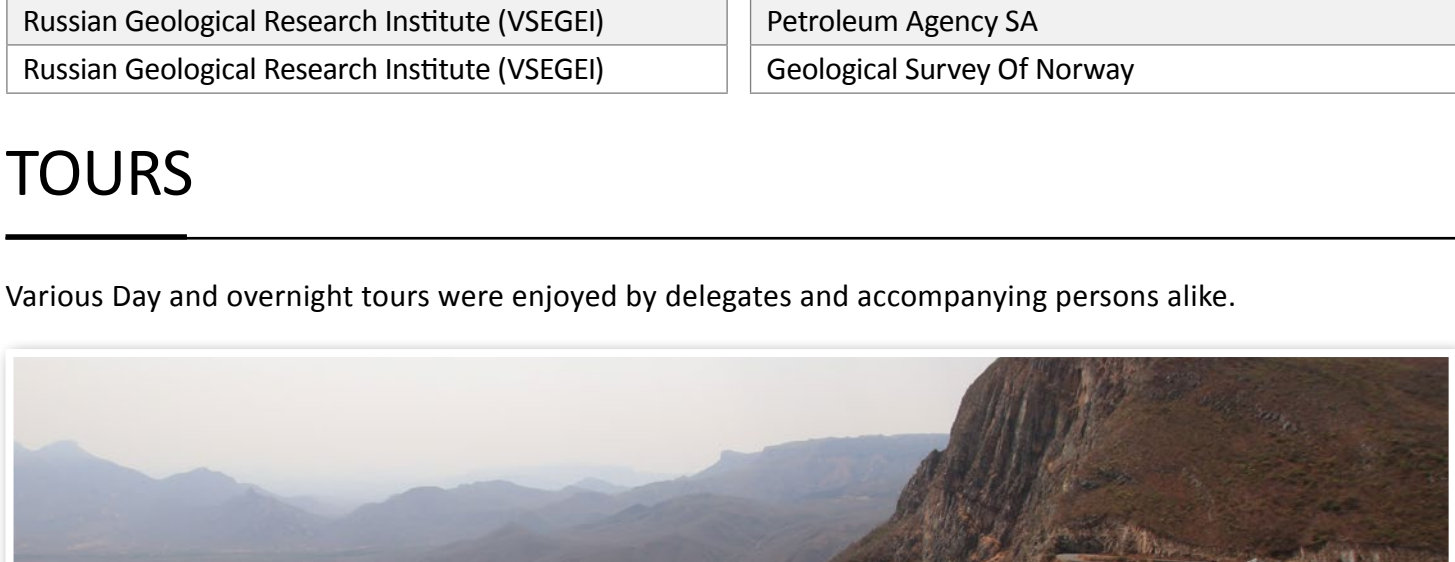 Russian Geological Research Institute (VSEGEI)
Petroleum Agency SA
Russian Geological Research Institute (VSEGEI)
Geological Survey Of Norway
TOURS
Various Day and overnight tours were enjoyed by delegates and accompanying persons alike.